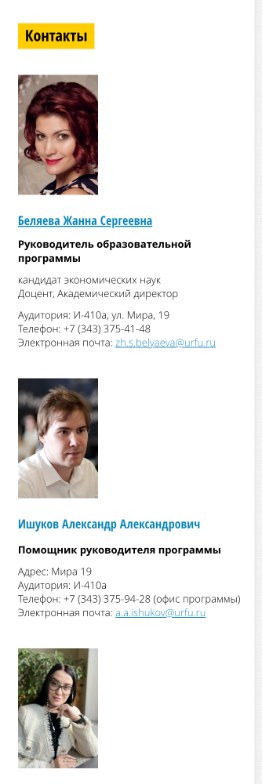 Контакты
Беляева Жанна Сергеевна
Руководитель образовательной
программы
кандидат экономических наук
Доцент, Академический директор
Аудитория: И-410а, ул. Мира, 19
Телефон: +7 (343) 375-41-48
Электронная почта: zh.s.belyaeva@urfu.ru
Ишуков Александр Александрович
Помощник руководителя программы
Адрес: Мира 19
Аудитория: И-410а
Телефон: +7 (343) 375-94-28 (офис программы)
Электронная почта: a.a.ishukov@urfu.ru